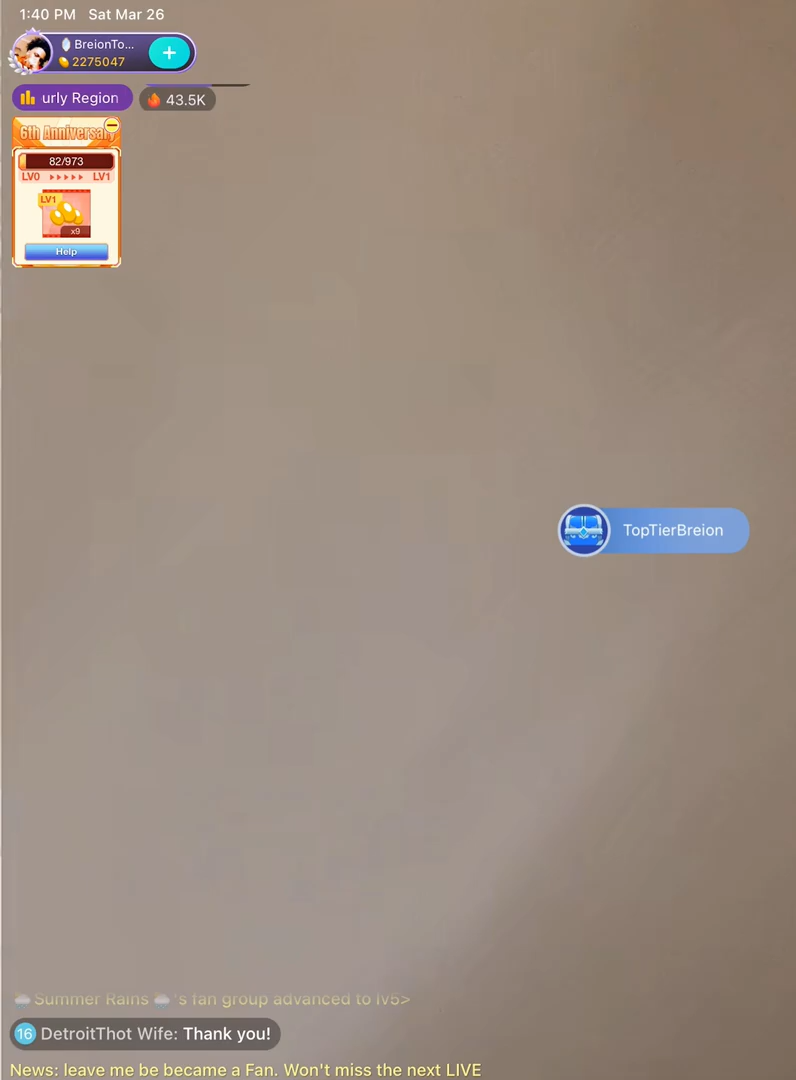 1:40 PM Sat Mar 26
BreionTo...
2275047
urly Region
43.5K
6th Anniversary
82/973
LV0 LV1
LV1
x9
Help
TopTierBreion
Summer Rains 's fan group advanced to lv5>
16 DetroitThot Wife: Thank you!
News: leave me be became a Fan. Won't miss the next LIVE